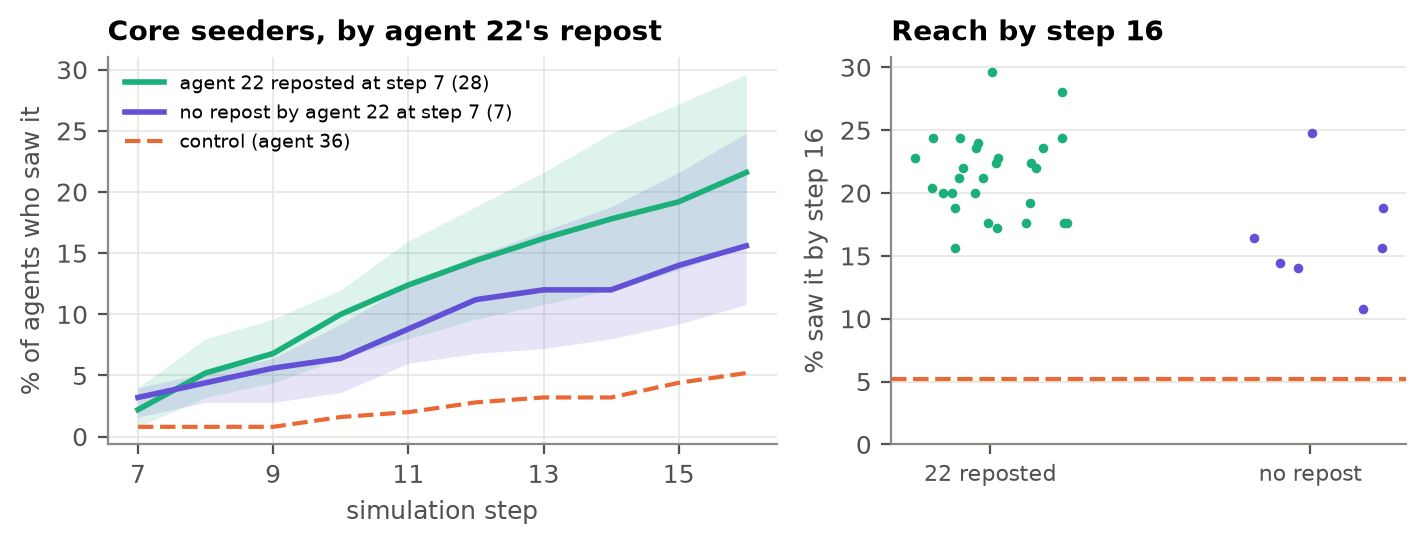 Core seeders, by agent 22's repost
% of agents who saw it
30
25
20
15
10
5
0
agent 22 reposted at step 7 (28)
no repost by agent 22 at step 7 (7)
control (agent 36)
7
9
11
13
15
simulation step
Reach by step 16
% saw it by step 16
30
25
20
15
10
5
0
22 reposted
no repost